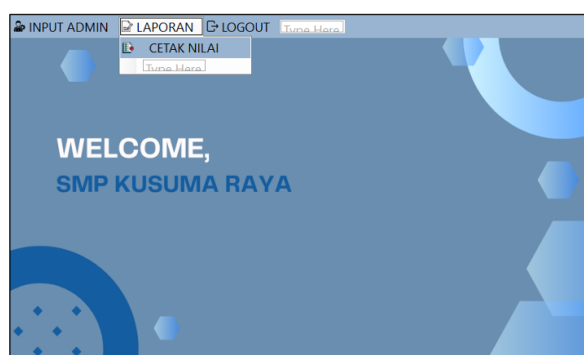 INPUT ADMIN LAPORAN LOGOUT Type Here
CETAK NILAI
Type Here
WELCOME,
SMP KUSUMA RAYA